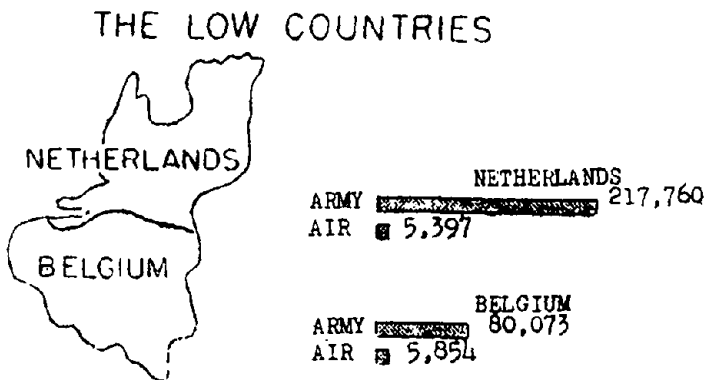 THE LOW COUNTRIES
NETHERLANDS
BELGIUM
NETHERLANDS
ARMY 217,760
AIR 5,397
BELGIUM
ARMY 80,073
AIR 5,854